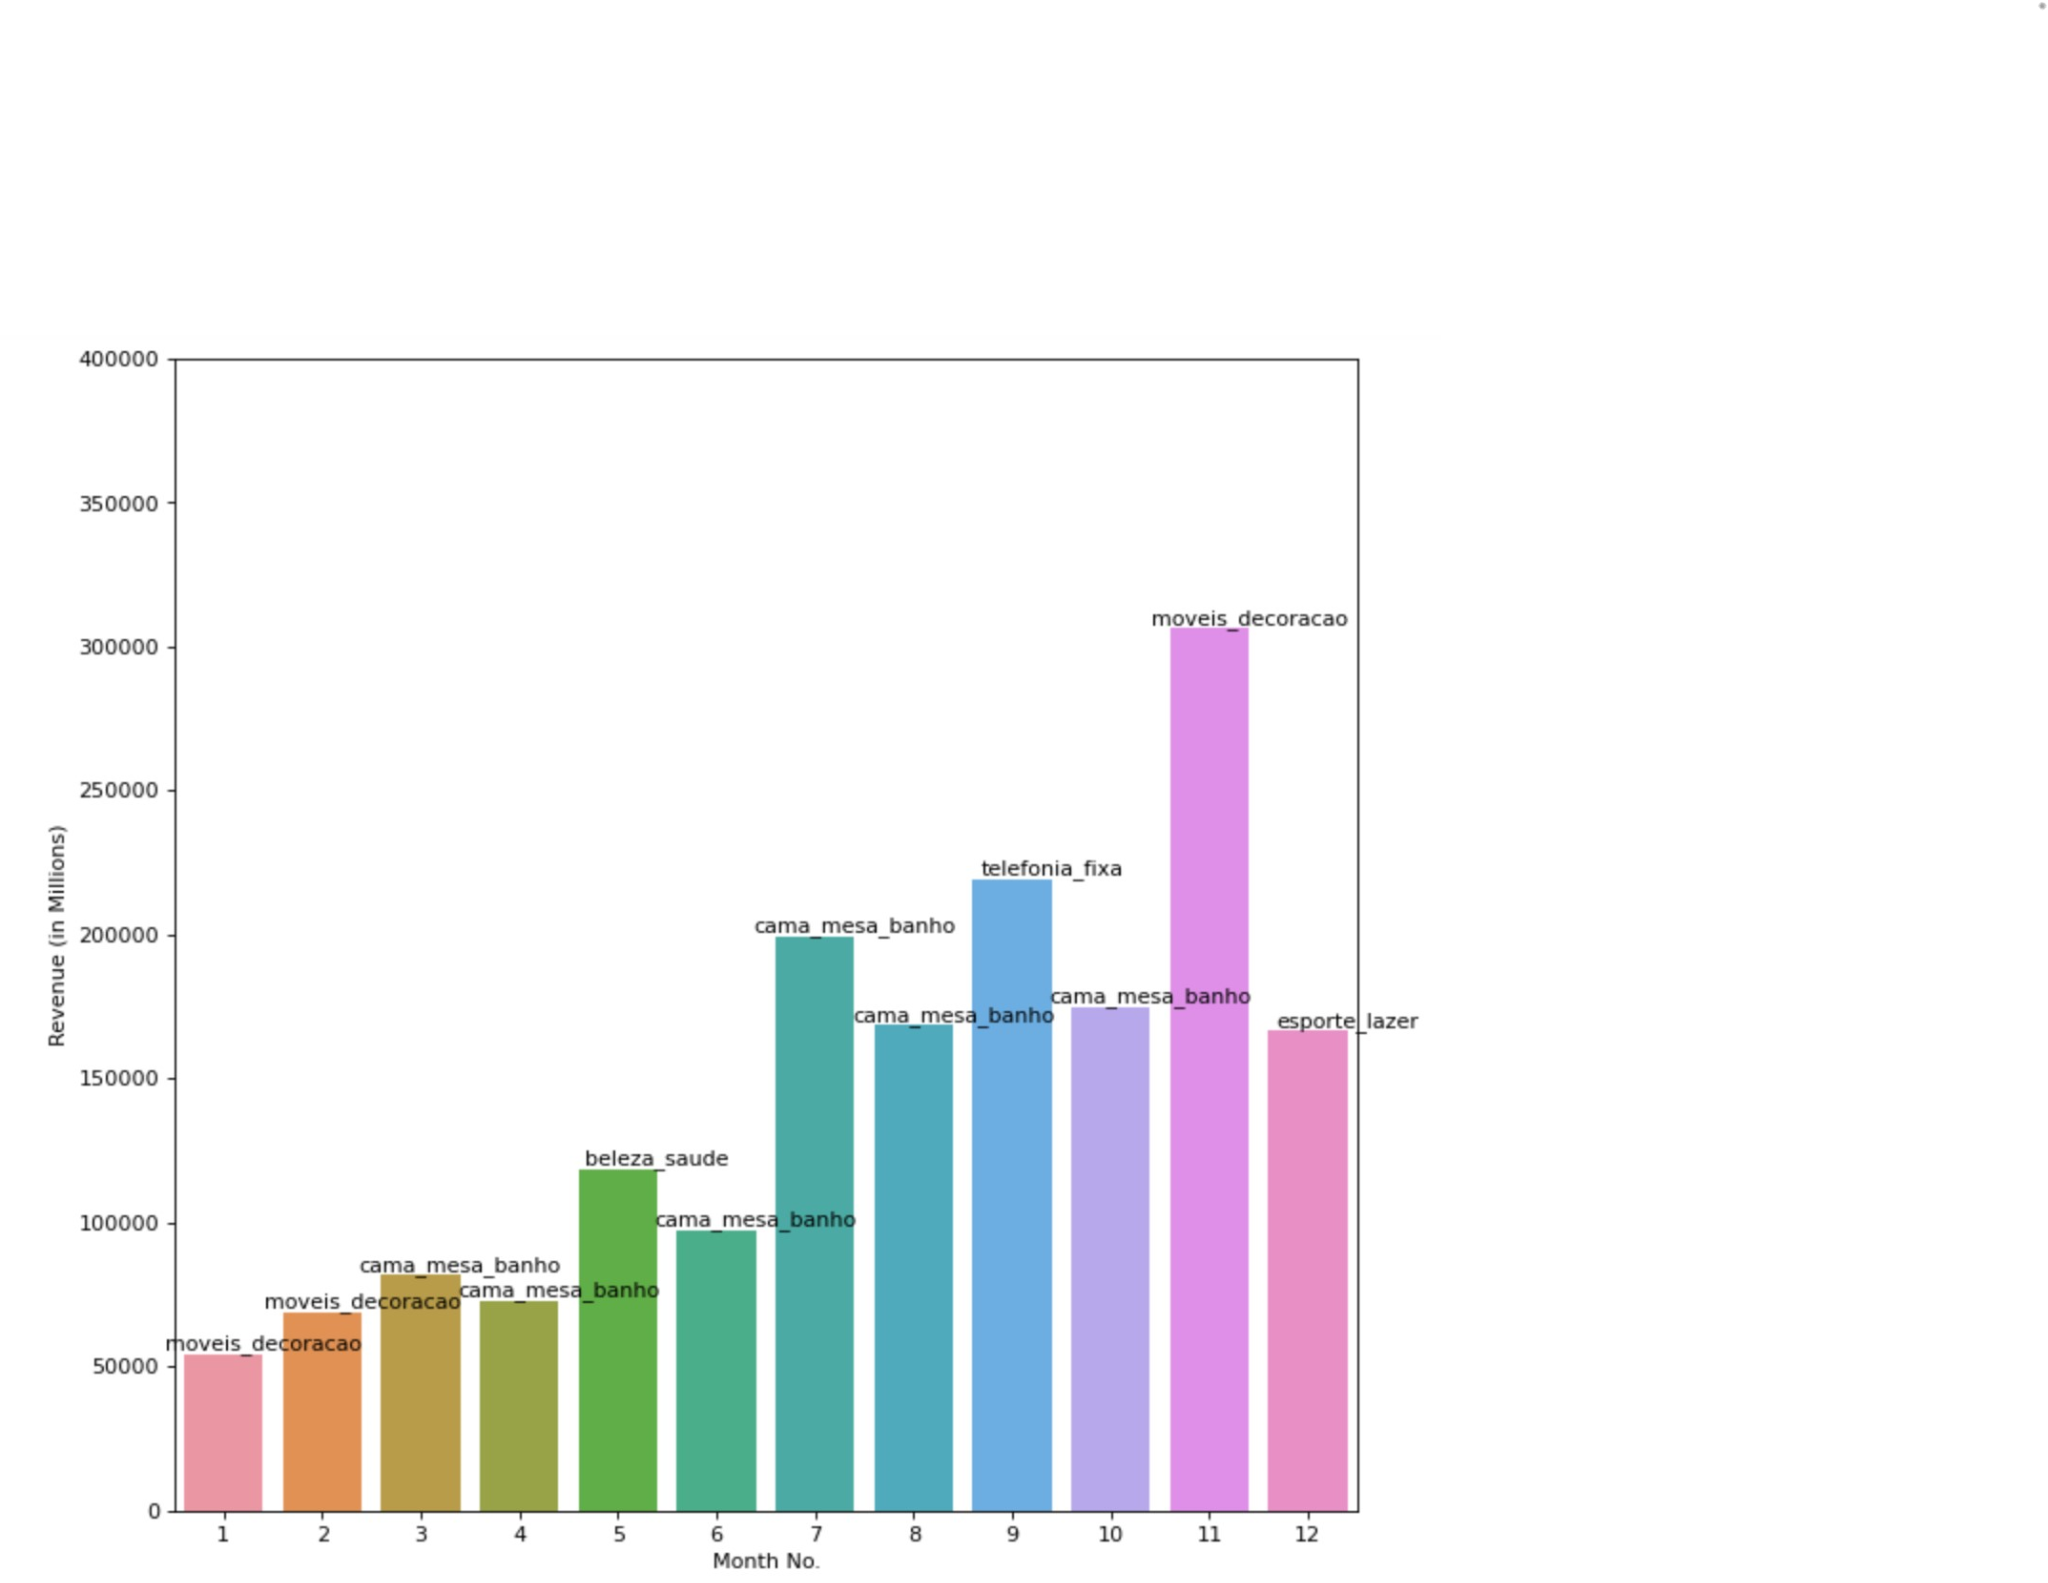 400000
350000
300000
250000
200000
150000
100000
50000
0
Revenue (in Millions)
moveis_decoracao
telefonia_fixa
cama_mesa_banho
cama_mesa_banho
cama_mesa_banho
esporte_lazer
beleza_saude
cama_mesa_banho
cama_mesa_banho
cama_mesa_banho
moveis_decoracao
moveis_decoracao
1 2 3 4 5 6 7 8 9 10 11 12
Month No.